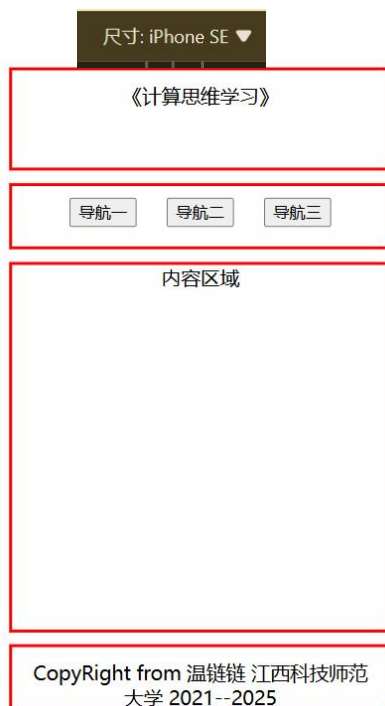 尺寸: iPhone SE
《计算思维学习》
导航一 导航二 导航三
内容区域
CopyRight from 温链链 江西科技师范
大学 2021--2025